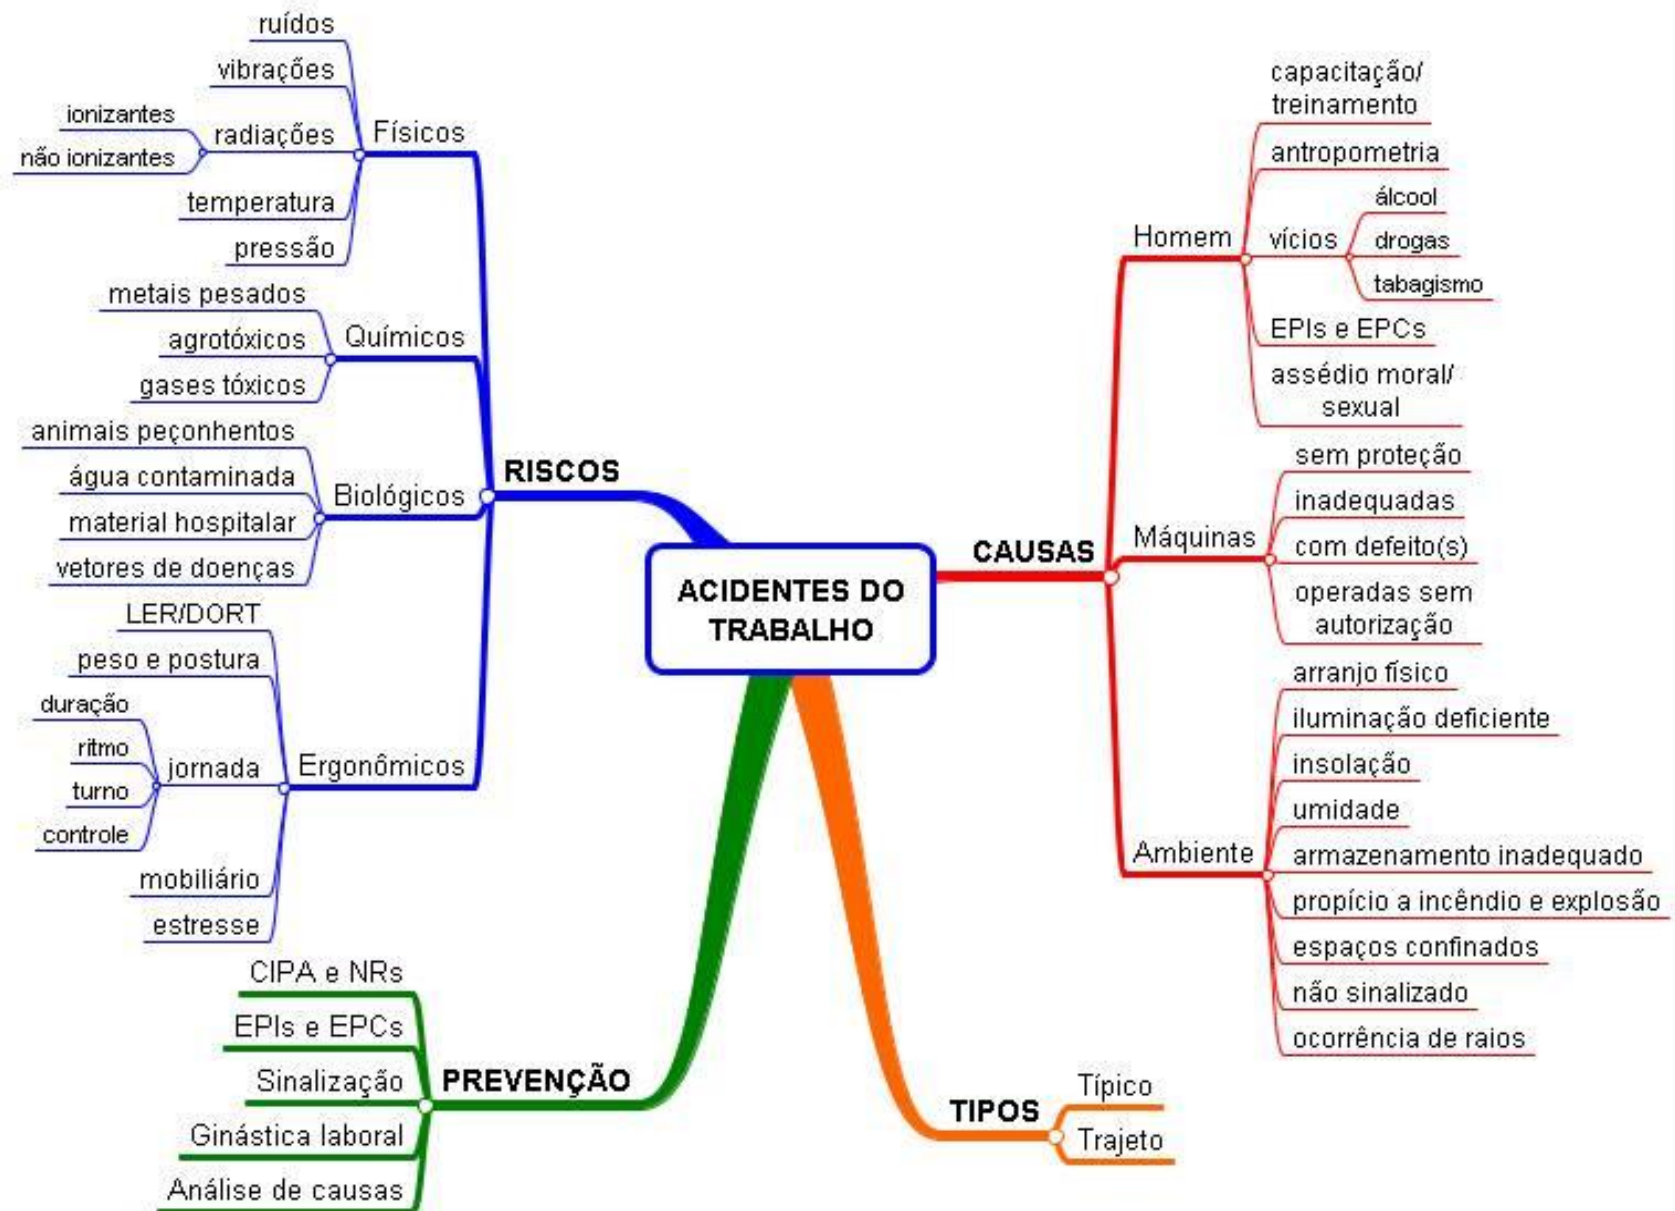 ACIDENTES DO
TRABALHO
RISCOS
Físicos
ruídos
vibrações
radiações
ionizantes
não ionizantes
temperatura
pressão
Químicos
metais pesados
agrotóxicos
gases tóxicos
Biológicos
animais peçonhentos
água contaminada
material hospitalar
vetores de doenças
Ergonômicos
LER/DORT
peso e postura
jornada
duração
ritmo
turno
controle
mobiliário
estresse
PREVENÇÃO
CIPA e NRs
EPIs e EPCs
Sinalização
Ginástica laboral
Análise de causas
CAUSAS
Homem
capacitação/
treinamento
antropometria
vícios
álcool
drogas
tabagismo
EPIs e EPCs
assédio moral/
sexual
Máquinas
sem proteção
inadequadas
com defeito(s)
operadas sem
autorização
Ambiente
arranjo físico
iluminação deficiente
insolação
umidade
armazenamento inadequado
propício a incêndio e explosão
espaços confinados
não sinalizado
ocorrência de raios
TIPOS
Típico
Trajeto